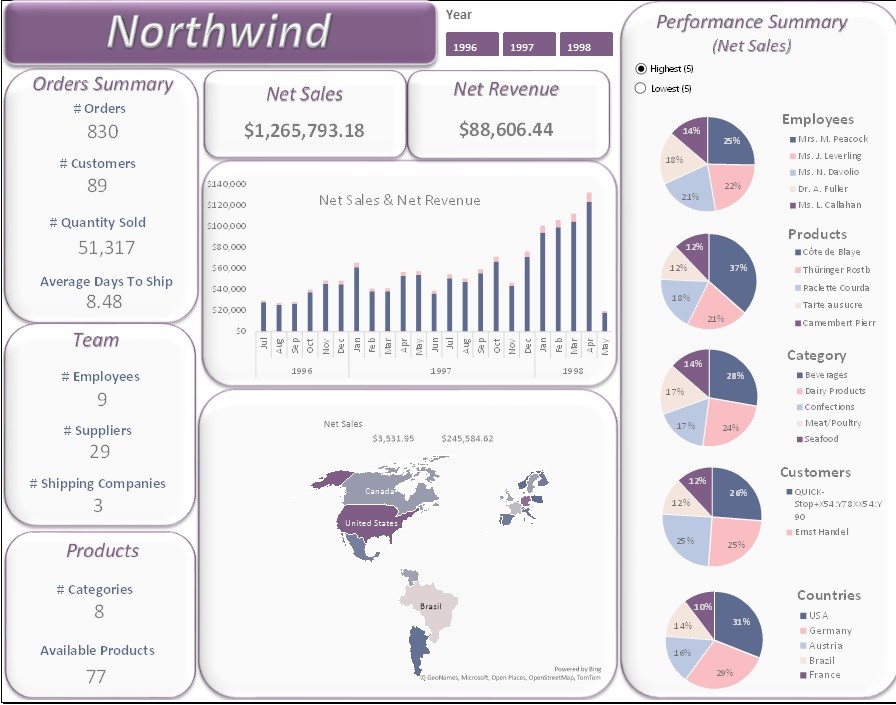 Northwind
Year
1996
1997
1998
Orders Summary
# Orders
830
# Customers
89
# Quantity Sold
51,317
Average Days To Ship
8.48
Team
# Employees
9
# Suppliers
29
# Shipping Companies
3
Products
# Categories
8
Available Products
77
Net Sales
$1,265,793.18
Net Revenue
$88,606.44
Net Sales & Net Revenue
$140,000
$120,000
$100,000
$80,000
$60,000
$40,000
$20,000
$0
Jul Aug Sep Oct Nov Dec Jan Feb Mar Apr May Jun Jul Aug Sep Oct Nov Dec Jan Feb Mar Apr May
1996 1997 1998
Net Sales
$3,531.95 $245,584.62
Canada
United States
Brazil
Powered by Bing
© GeoNames, Microsoft, Open Places, OpenStreetMap, TomTom
Performance Summary
(Net Sales)
Highest (5)
Lowest (5)
Employees
25%
22%
21%
18%
14%
Mrs. M. Peacock
Ms. J. Leverling
Ms. N. Davolio
Dr. A. Fuller
Ms. L. Callahan
Products
37%
21%
18%
12%
12%
Côte de Blaye
Thüringer Rostb
Raclette Courda
Tarte au sucre
Camembert Pierr
Category
28%
24%
17%
17%
14%
Beverages
Dairy Products
Confections
Meat/Poultry
Seafood
Customers
26%
25%
25%
12%
12%
QUICK-
Stop+X54:Y78XX54:Y
90
Ernst Handel
Countries
31%
29%
16%
14%
10%
USA
Germany
Austria
Brazil
France